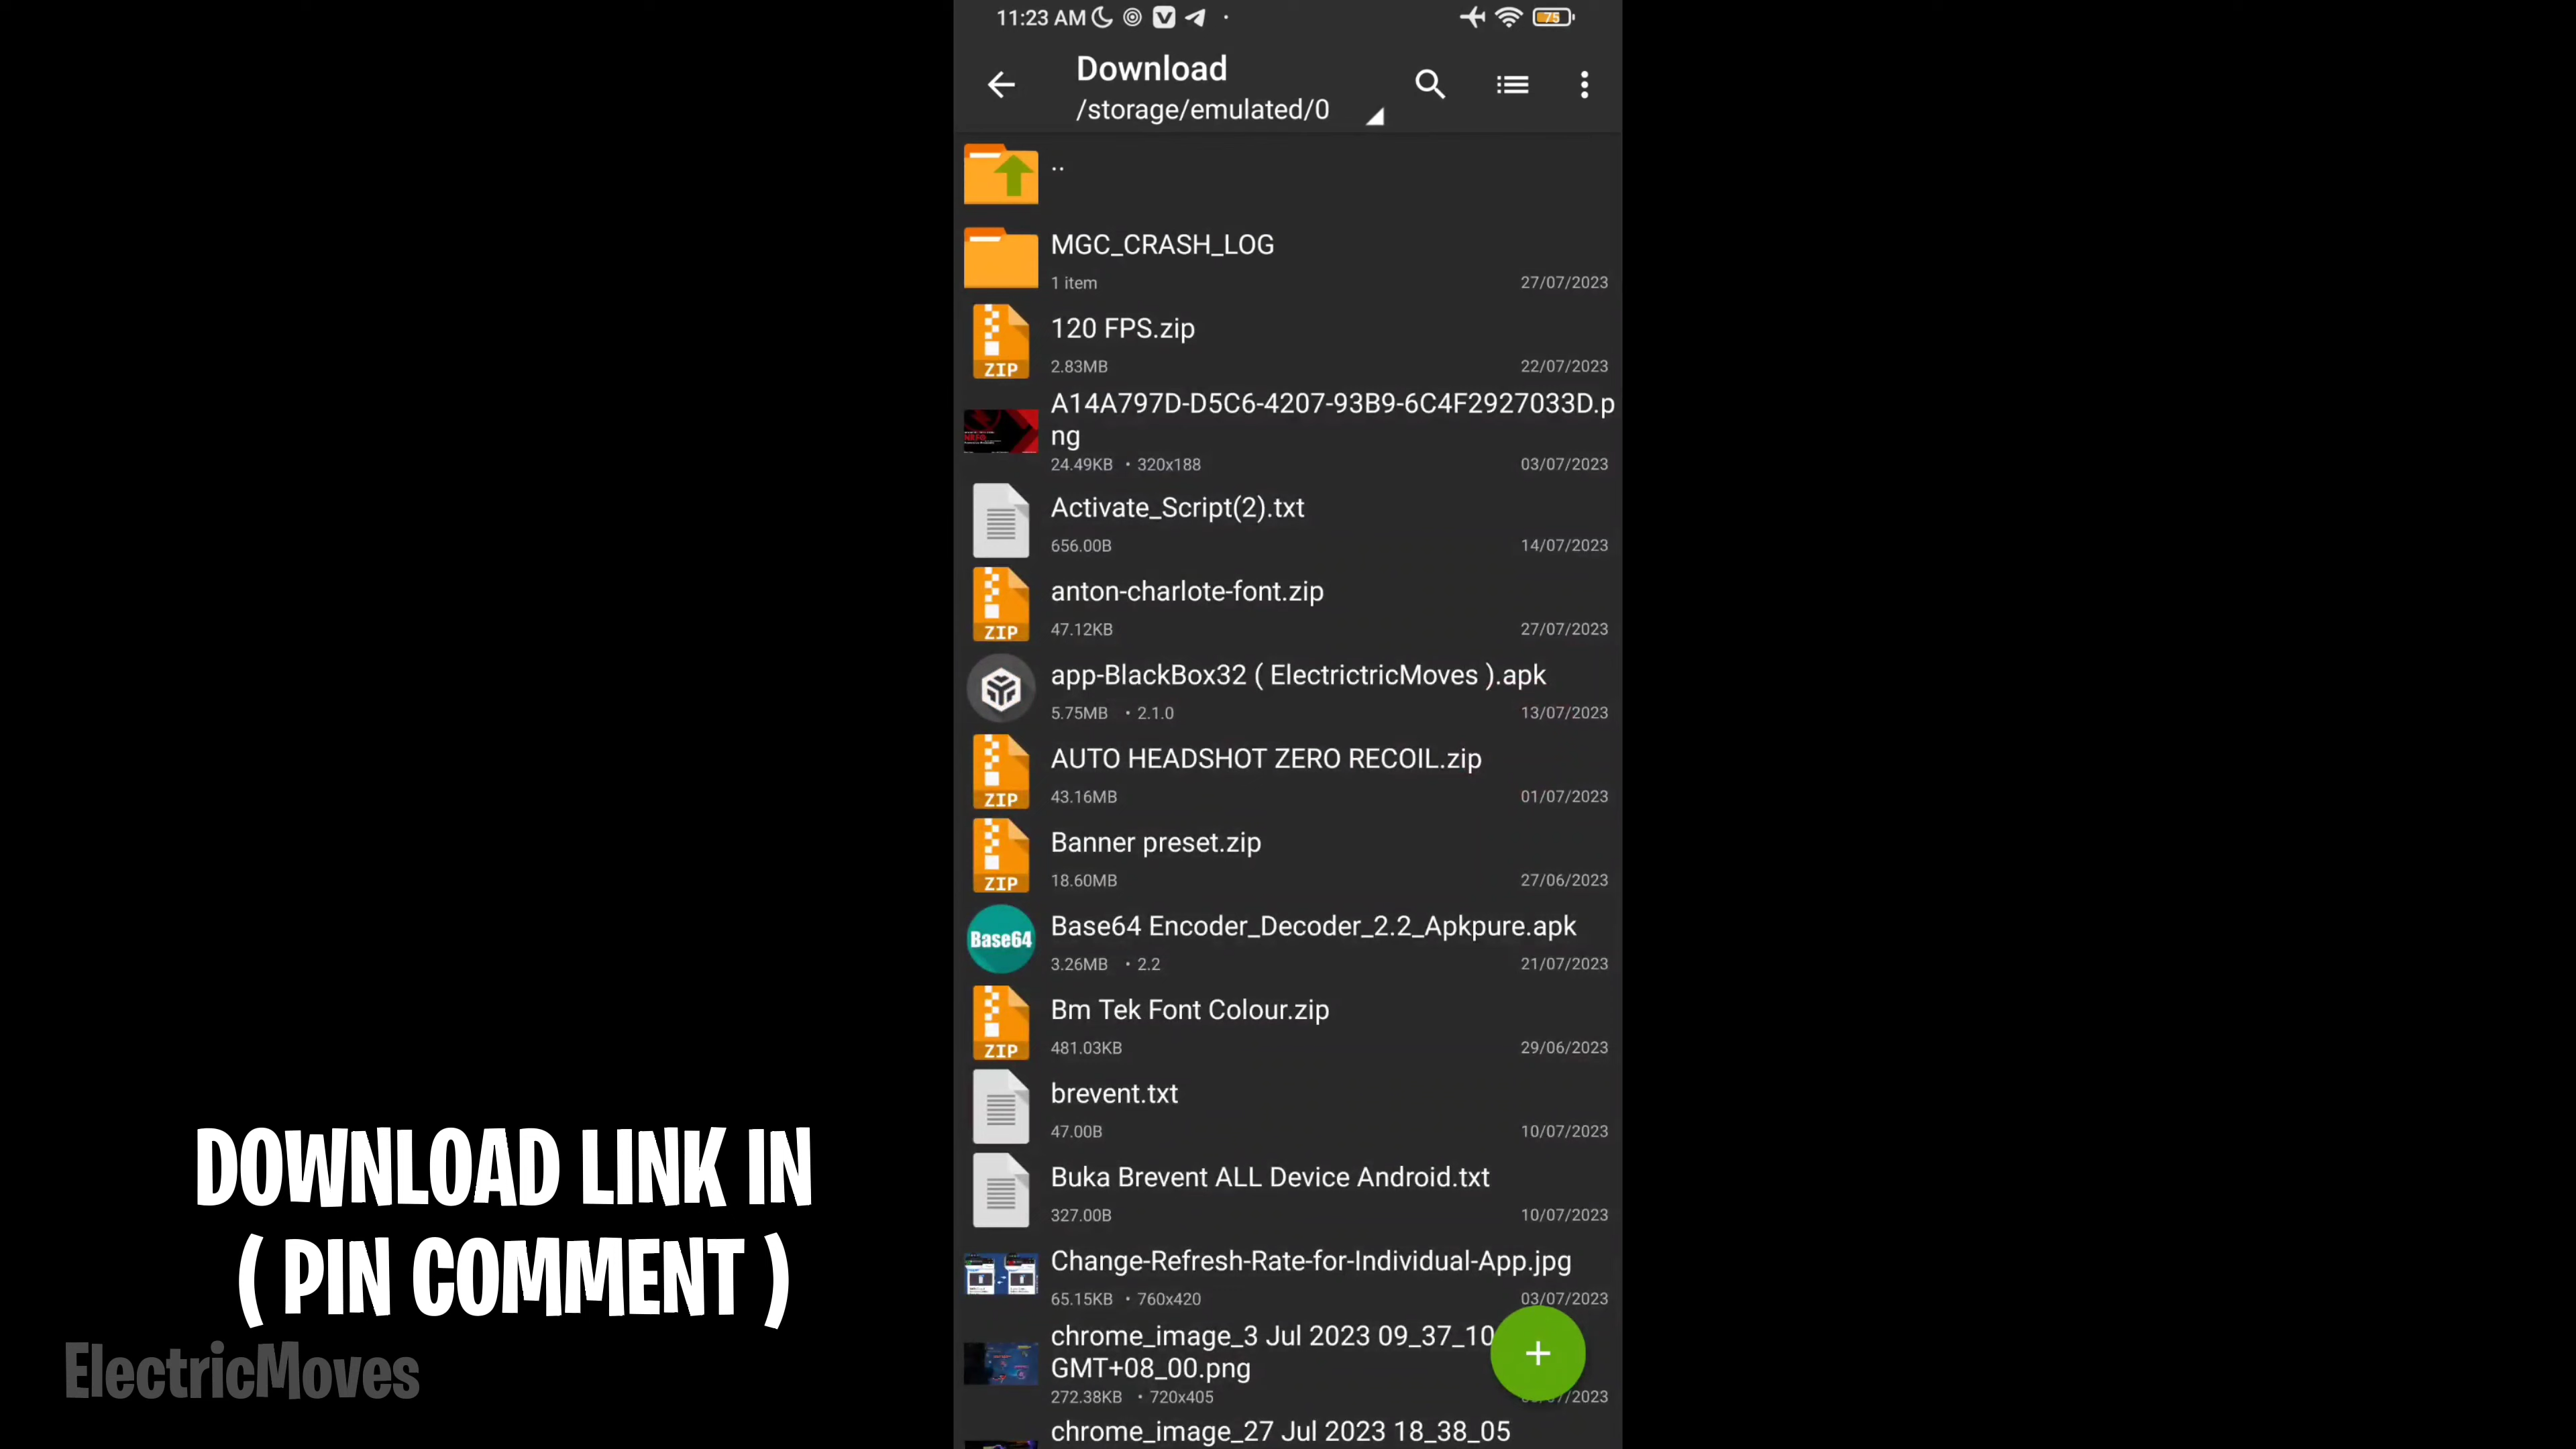 11:23 AM
75
Download
/storage/emulated/0
..
MGC_CRASH_LOG
1 item
27/07/2023
120 FPS.zip
ZIP
2.83MB
22/07/2023
A14A797D-D5C6-4207-93B9-6C4F2927033D.p
ng
24.49KB • 320x188
03/07/2023
Activate_Script(2).txt
656.00B
14/07/2023
anton-charlote-font.zip
ZIP
47.12KB
27/07/2023
app-BlackBox32 ( ElectrictricMoves ).apk
5.75MB • 2.1.0
13/07/2023
AUTO HEADSHOT ZERO RECOIL.zip
ZIP
43.16MB
01/07/2023
Banner preset.zip
ZIP
18.60MB
27/06/2023
Base64 Encoder_Decoder_2.2_Apkpure.apk
Base64
3.26MB • 2.2
21/07/2023
Bm Tek Font Colour.zip
ZIP
481.03KB
29/06/2023
brevent.txt
47.00B
10/07/2023
Buka Brevent ALL Device Android.txt
327.00B
10/07/2023
Change-Refresh-Rate-for-Individual-App.jpg
65.15KB • 760x420
03/07/2023
chrome_image_3 Jul 2023 09_37_10
GMT+08_00.png
272.38KB • 720x405
/2023
chrome_image_27 Jul 2023 18_38_05
DOWNLOAD LINK IN
( PIN COMMENT )
ElectricMoves